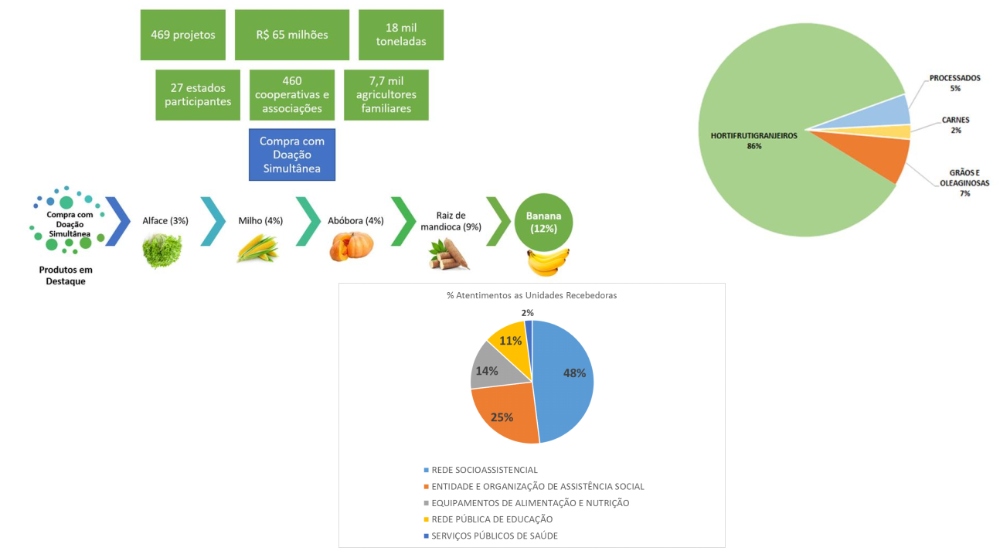 469 projetos
R$ 65 milhões
18 mil
toneladas
27 estados
participantes
460
cooperativas e
associações
7,7 mil
agricultores
familiares
Compra com
Doação
Simultânea
Compra com
Doação
Simultânea
Produtos em
Destaque
Alface (3%)
Milho (4%)
Abóbora (4%)
Raiz de
mandioca (9%)
Banana
(12%)
HORTIFRUTIGRANJEIROS
86%
PROCESSADOS
5%
CARNES
2%
GRÃOS E
OLEAGINOSAS
7%
% Atentimentos as Unidades Recebedoras
2%
11%
14%
48%
25%
REDE SOCIOASSISTENCIAL
ENTIDADE E ORGANIZAÇÃO DE ASSISTÊNCIA SOCIAL
EQUIPAMENTOS DE ALIMENTAÇÃO E NUTRIÇÃO
REDE PÚBLICA DE EDUCAÇÃO
SERVIÇOS PÚBLICOS DE SAÚDE